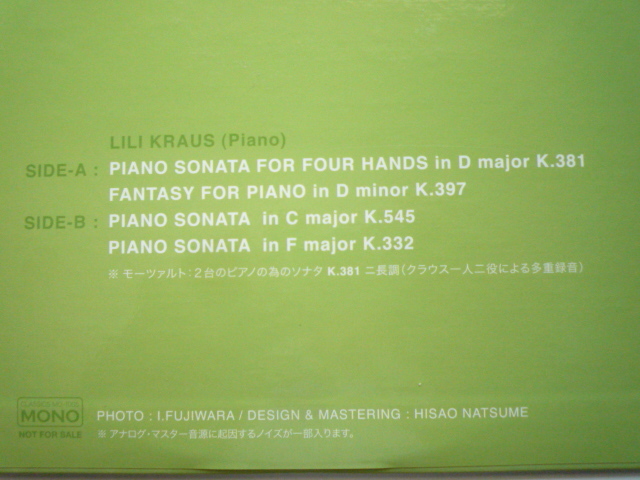 LILI KRAUS (Piano)
SIDE-A : PIANO SONATA FOR FOUR HANDS in D major K.381
FANTASY FOR PIANO in D minor K.397
SIDE-B : PIANO SONATA in C major K.545
PIANO SONATA in F major K.332
※ モーツァルト：2台のピアノの為のソナタ K.381 ニ長調（クラウス一人二役による多重録音）
MONO
NOT FOR SALE
PHOTO : I.FUJIWARA / DESIGN & MASTERING : HISAO NATSUME
※ アナログ・マスター音源に起因するノイズが一部入ります。